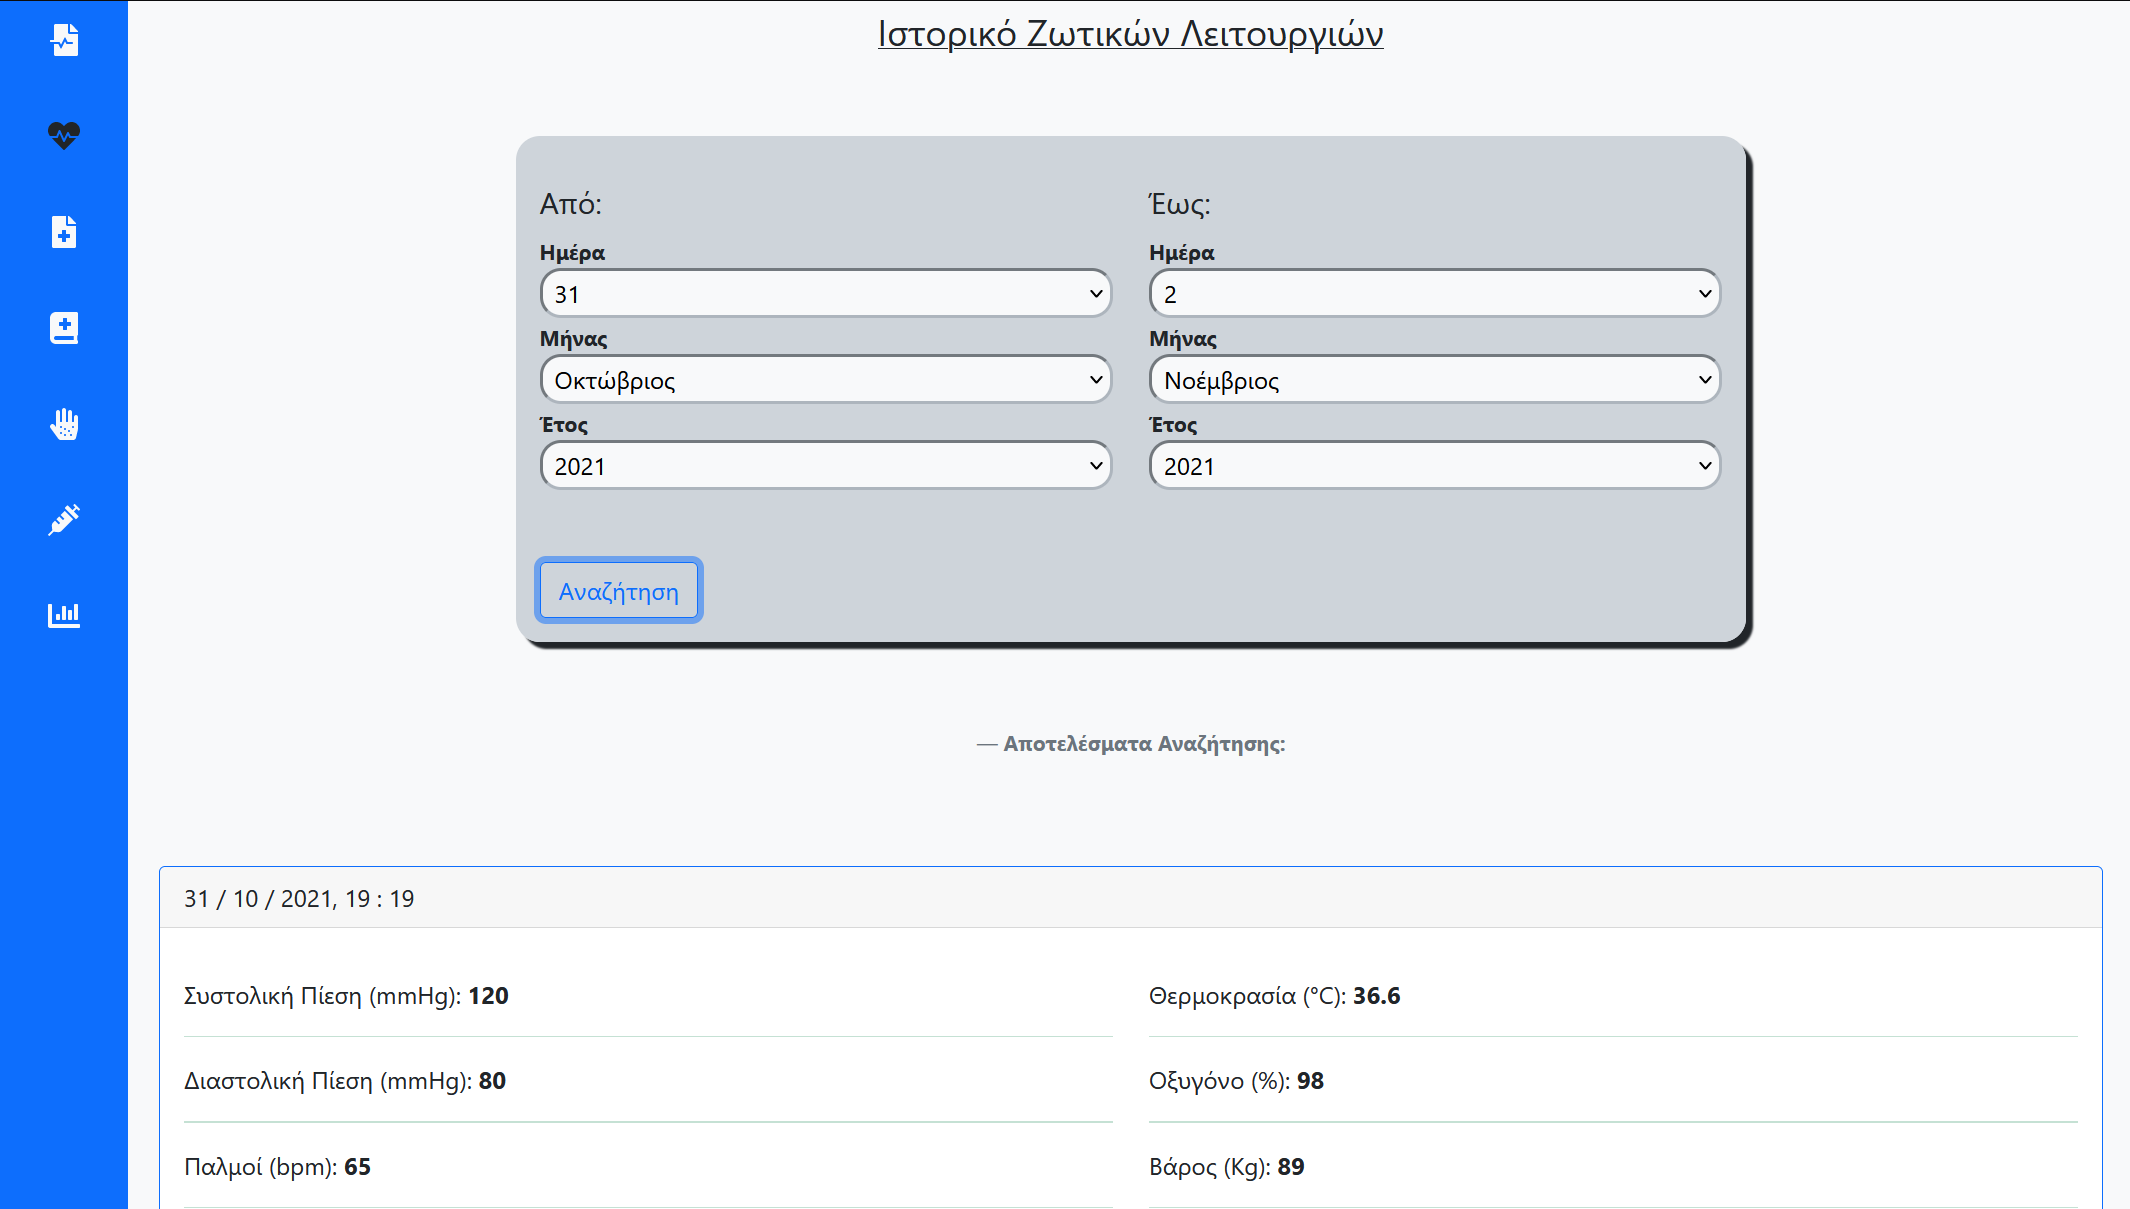 Ιστορικό Ζωτικών Λειτουργιών
Από:
Ημέρα
31
Μήνας
Οκτώβριος
Έτος
2021
Έως:
Ημέρα
2
Μήνας
Νοέμβριος
Έτος
2021
Αναζήτηση
— Αποτελέσματα Αναζήτησης:
31 / 10 / 2021, 19 : 19
Συστολική Πίεση (mmHg): 120
Θερμοκρασία (°C): 36.6
Διαστολική Πίεση (mmHg): 80
Οξυγόνο (%): 98
Παλμοί (bpm): 65
Βάρος (Kg): 89